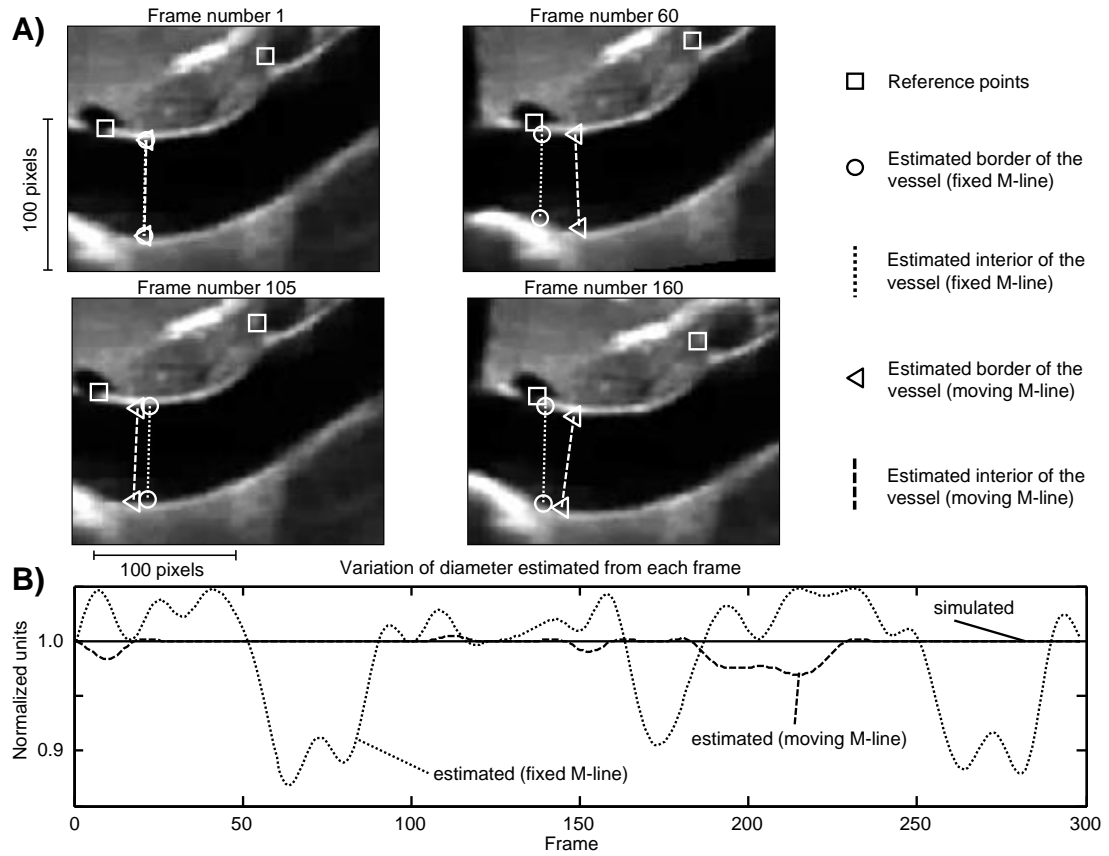 A)
Frame number 1
Frame number 60
100 pixels
Frame number 105
Frame number 160
100 pixels
Reference points
Estimated border of the
vessel (fixed M-line)
Estimated interior of the
vessel (fixed M-line)
Estimated border of the
vessel (moving M-line)
Estimated interior of the
vessel (moving M-line)
B)
Variation of diameter estimated from each frame
Normalized units
1.0
0.9
simulated
estimated (moving M-line)
estimated (fixed M-line)
0
50
100
150
200
250
300
Frame